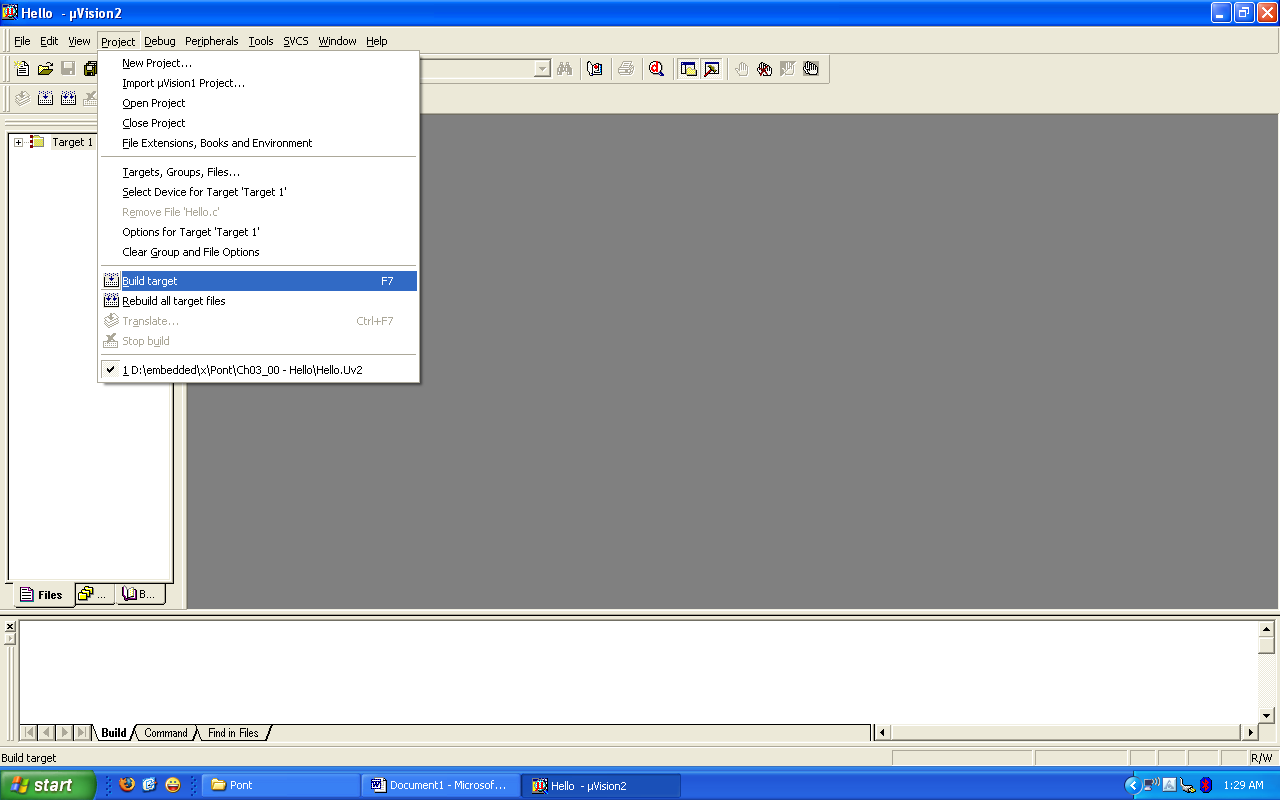 Hello - µVision2
File Edit View Project Debug Peripherals Tools SVCS Window Help
New Project...
Import µVision1 Project...
Open Project
Close Project
File Extensions, Books and Environment
Targets, Groups, Files...
Select Device for Target 'Target 1'
Remove File 'Hello.c'
Options for Target 'Target 1'
Clear Group and File Options
Build target F7
Rebuild all target files
Translate... Ctrl+F7
Stop build
1 D:\embedded\x\Pont\Ch03_00 - Hello\Hello.Uv2
Target 1
Files ... B...
Build Command Find in Files
Build target R/W
start Pont Document1 - Microsof... Hello - µVision2 1:29 AM